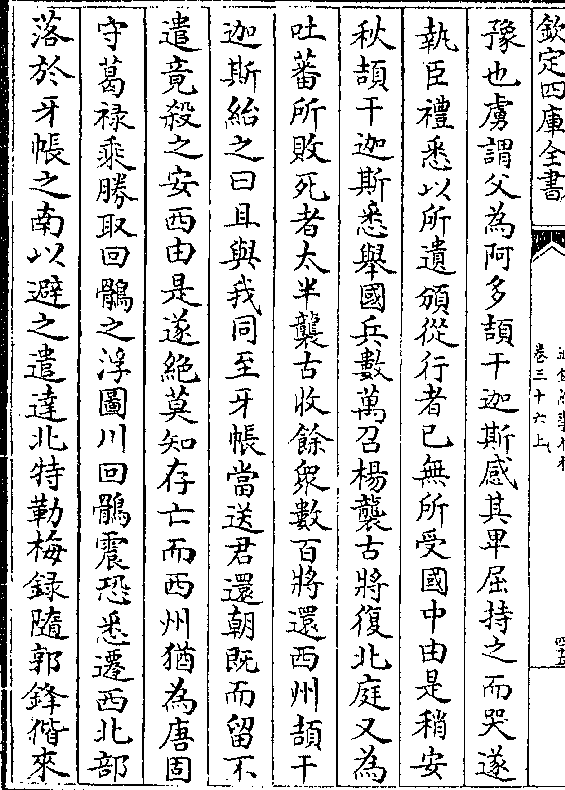 欽定四庫全書
卷三十六上
豫也虜謂父為阿多頡干迦斯感其卑屈持之而哭遂
執臣禮悉以所遺頒從行者已無所受國中由是稍安
秋頡干迦斯悉舉國兵數萬召楊襲古將復北庭又為
吐蕃所敗死者太半襲古收餘衆數百將還西州頡干
迦斯紿之曰且與我同至牙帳當送君還朝既而留不
遣竟殺之安西由是遂絶莫知存亡而西州猶為唐固
守葛禄乘勝取回鶻之浮圖川回鶻震恐悉遷西北部
落於牙帳之南以避之遣達北特勒梅録隨郭鋒偕來